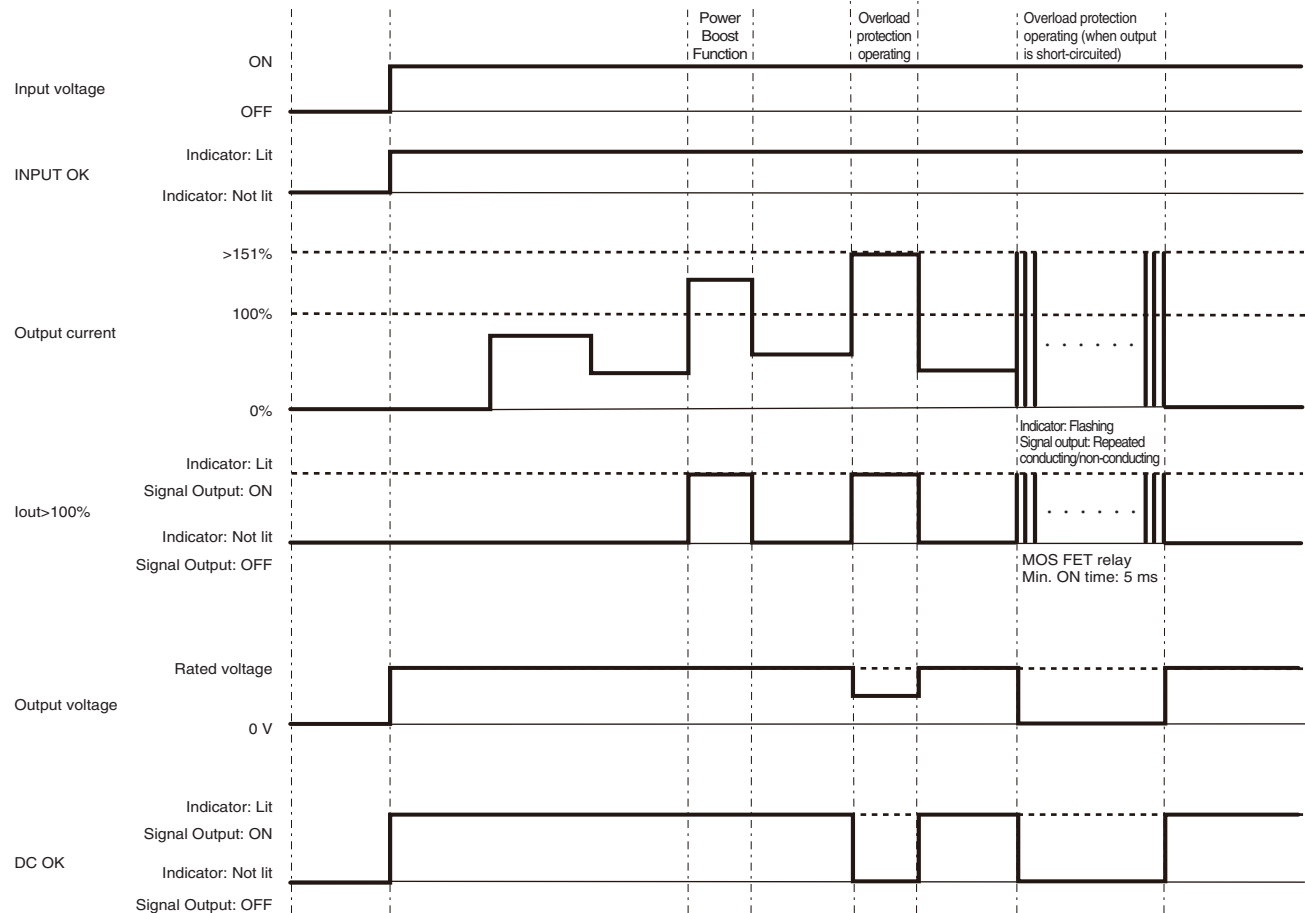 Power
Boost
Function
Overload
protection
operating
Overload protection
operating (when output
is short-circuited)
Input voltage
ON
OFF
INPUT OK
Indicator: Lit
Indicator: Not lit
Output current
>151%
100%
0%
Iout>100%
Indicator: Lit
Signal Output: ON
Indicator: Not lit
Signal Output: OFF
Indicator: Flashing
Signal output: Repeated
conducting/non-conducting
MOS FET relay
Min. ON time: 5 ms
Output voltage
Rated voltage
0 V
DC OK
Indicator: Lit
Signal Output: ON
Indicator: Not lit
Signal Output: OFF